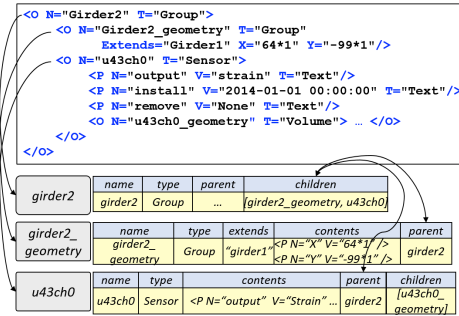 <O N="Girder2" T="Group">
<O N="Girder2_geometry" T="Group"
Extends="Girder1" X="64*1" Y="-99*1"/>
<O N="u43ch0" T="Sensor">
<P N="output" V="strain" T="Text"/>
<P N="install" V="2014-01-01 00:00:00" T="Text"/>
<P N="remove" V="None" T="Text"/>
<O N="u43ch0_geometry" T="Volume"> … </O>
</O>
</O>
girder2
name type parent children
girder2 Group … [girder2_geometry, u43ch0]
girder2_
geometry
name type extends contents parent
girder2_
geometry Group "girder1" <P N="X" V="64*1" />
<P N="Y" V="-99*1" /> girder2
u43ch0
name type contents parent children
u43ch0 Sensor <P N="output" V="Strain" … girder2 [u43ch0_
geometry]